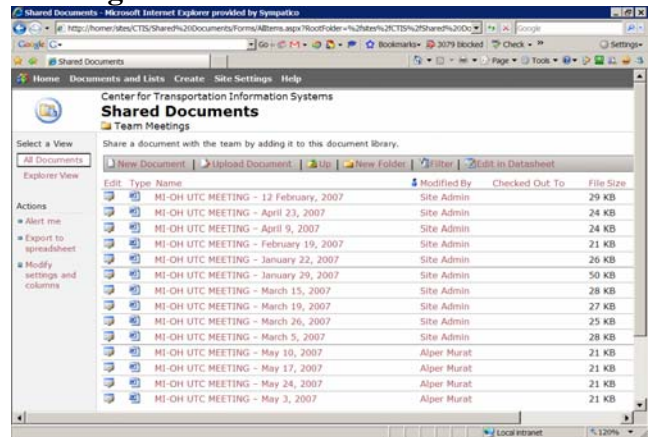 Shared Documents - Microsoft Internet Explorer provided by Sympatico
Google
Google G
Go
Bookmarks 3079 blocked Check
Settings
Shared Documents
Page Tools
Home Documents and Lists Create Site Settings Help
Center for Transportation Information Systems
Shared Documents
Team Meetings
Select a View
All Documents
Explorer View
Actions
Alert me
Export to spreadsheet
Modify settings and columns
Share a document with the team by adding it to this document library.
New Document | Upload Document | Up | New Folder | Filter | Edit in Datasheet
Edit Type Name Modified By Checked Out To File Size
MI-OH UTC MEETING - 12 February, 2007 Site Admin 29 KB
MI-OH UTC MEETING - April 23, 2007 Site Admin 24 KB
MI-OH UTC MEETING - April 9, 2007 Site Admin 24 KB
MI-OH UTC MEETING - February 19, 2007 Site Admin 21 KB
MI-OH UTC MEETING - January 22, 2007 Site Admin 26 KB
MI-OH UTC MEETING - January 29, 2007 Site Admin 50 KB
MI-OH UTC MEETING - March 15, 2007 Site Admin 28 KB
MI-OH UTC MEETING - March 19, 2007 Site Admin 27 KB
MI-OH UTC MEETING - March 26, 2007 Site Admin 25 KB
MI-OH UTC MEETING - March 5, 2007 Site Admin 28 KB
MI-OH UTC MEETING - May 10, 2007 Alper Murat 21 KB
MI-OH UTC MEETING - May 17, 2007 Alper Murat 21 KB
MI-OH UTC MEETING - May 24, 2007 Alper Murat 21 KB
MI-OH UTC MEETING - May 3, 2007 Alper Murat 21 KB
Local intranet 120%